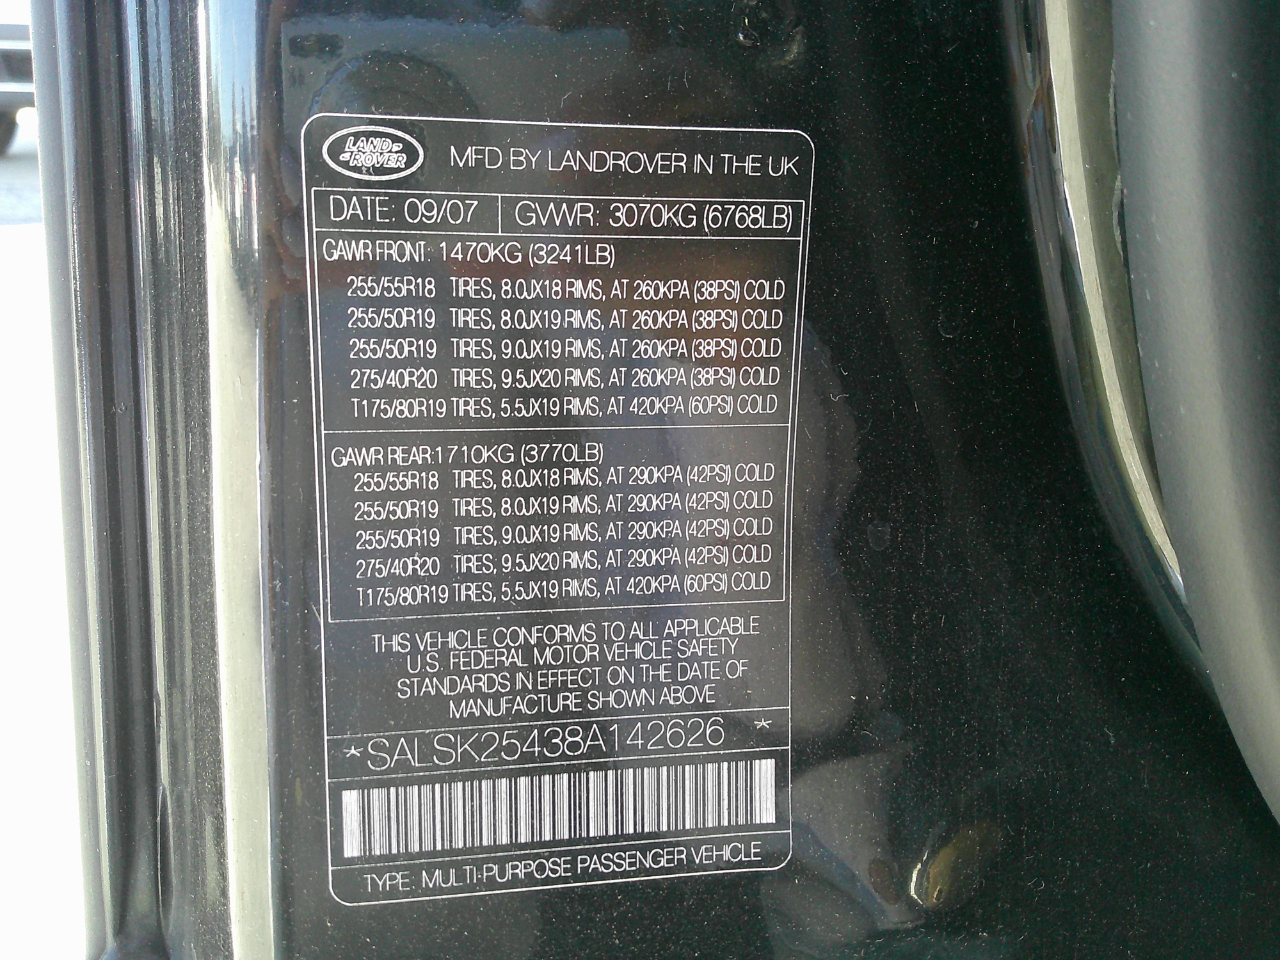 LAND-
-ROVER
MFD BY LANDROVER IN THE UK
DATE: 09/07 GVWR: 3070KG (6768LB)
GAWR FRONT: 1470KG (3241LB)
255/55R18 TIRES, 8.0JX18 RIMS, AT 260KPA (38PSI) COLD
255/50R19 TIRES, 8.0JX19 RIMS, AT 260KPA (38PSI) COLD
255/50R19 TIRES, 9.0JX19 RIMS, AT 260KPA (38PSI) COLD
275/40R20 TIRES, 9.5JX20 RIMS, AT 260KPA (38PSI) COLD
T175/80R19 TIRES, 5.5JX19 RIMS, AT 420KPA (60PSI) COLD
GAWR REAR: 1710KG (3770LB)
255/55R18 TIRES, 8.0JX18 RIMS, AT 290KPA (42PSI) COLD
255/50R19 TIRES, 8.0JX19 RIMS, AT 290KPA (42PSI) COLD
255/50R19 TIRES, 9.0JX19 RIMS, AT 290KPA (42PSI) COLD
275/40R20 TIRES, 9.5JX20 RIMS, AT 290KPA (42PSI) COLD
T175/80R19 TIRES, 5.5JX19 RIMS, AT 420KPA (60PSI) COLD
THIS VEHICLE CONFORMS TO ALL APPLICABLE
U.S. FEDERAL MOTOR VEHICLE SAFETY
STANDARDS IN EFFECT ON THE DATE OF
MANUFACTURE SHOWN ABOVE
*SALSK25438A142626 *
TYPE: MULTI-PURPOSE PASSENGER VEHICLE